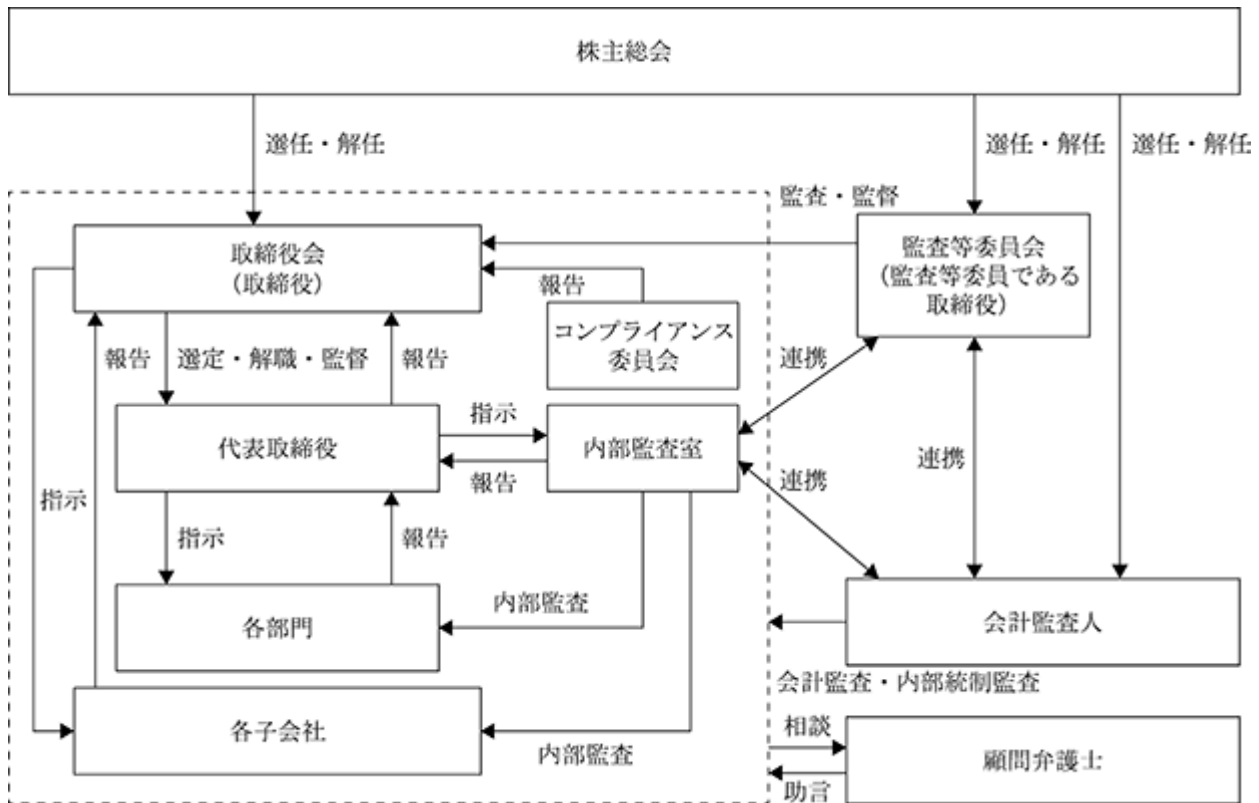 株主総会
選任・解任
選任・解任
選任・解任
監査・監督
取締役会
(取締役)
監査等委員会
(監査等委員である
取締役)
報告
コンプライアンス
委員会
報告
選定・解職・監督
報告
連携
指示
代表取締役
内部監査室
報告
連携
連携
指示
指示
報告
内部監査
各部門
会計監査人
会計監査・内部統制監査
各子会社
内部監査
相談
顧問弁護士
助言